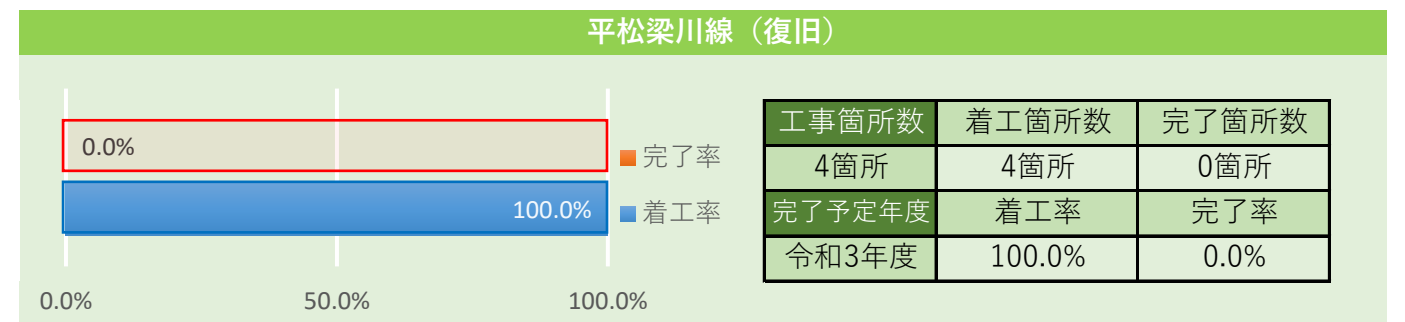 平松梁川線（復旧）
0.0%
完了率
100.0%
着工率
0.0% 50.0% 100.0%
工事箇所数 着工箇所数 完了箇所数
4箇所 4箇所 0箇所
完了予定年度 着工率 完了率
令和3年度 100.0% 0.0%